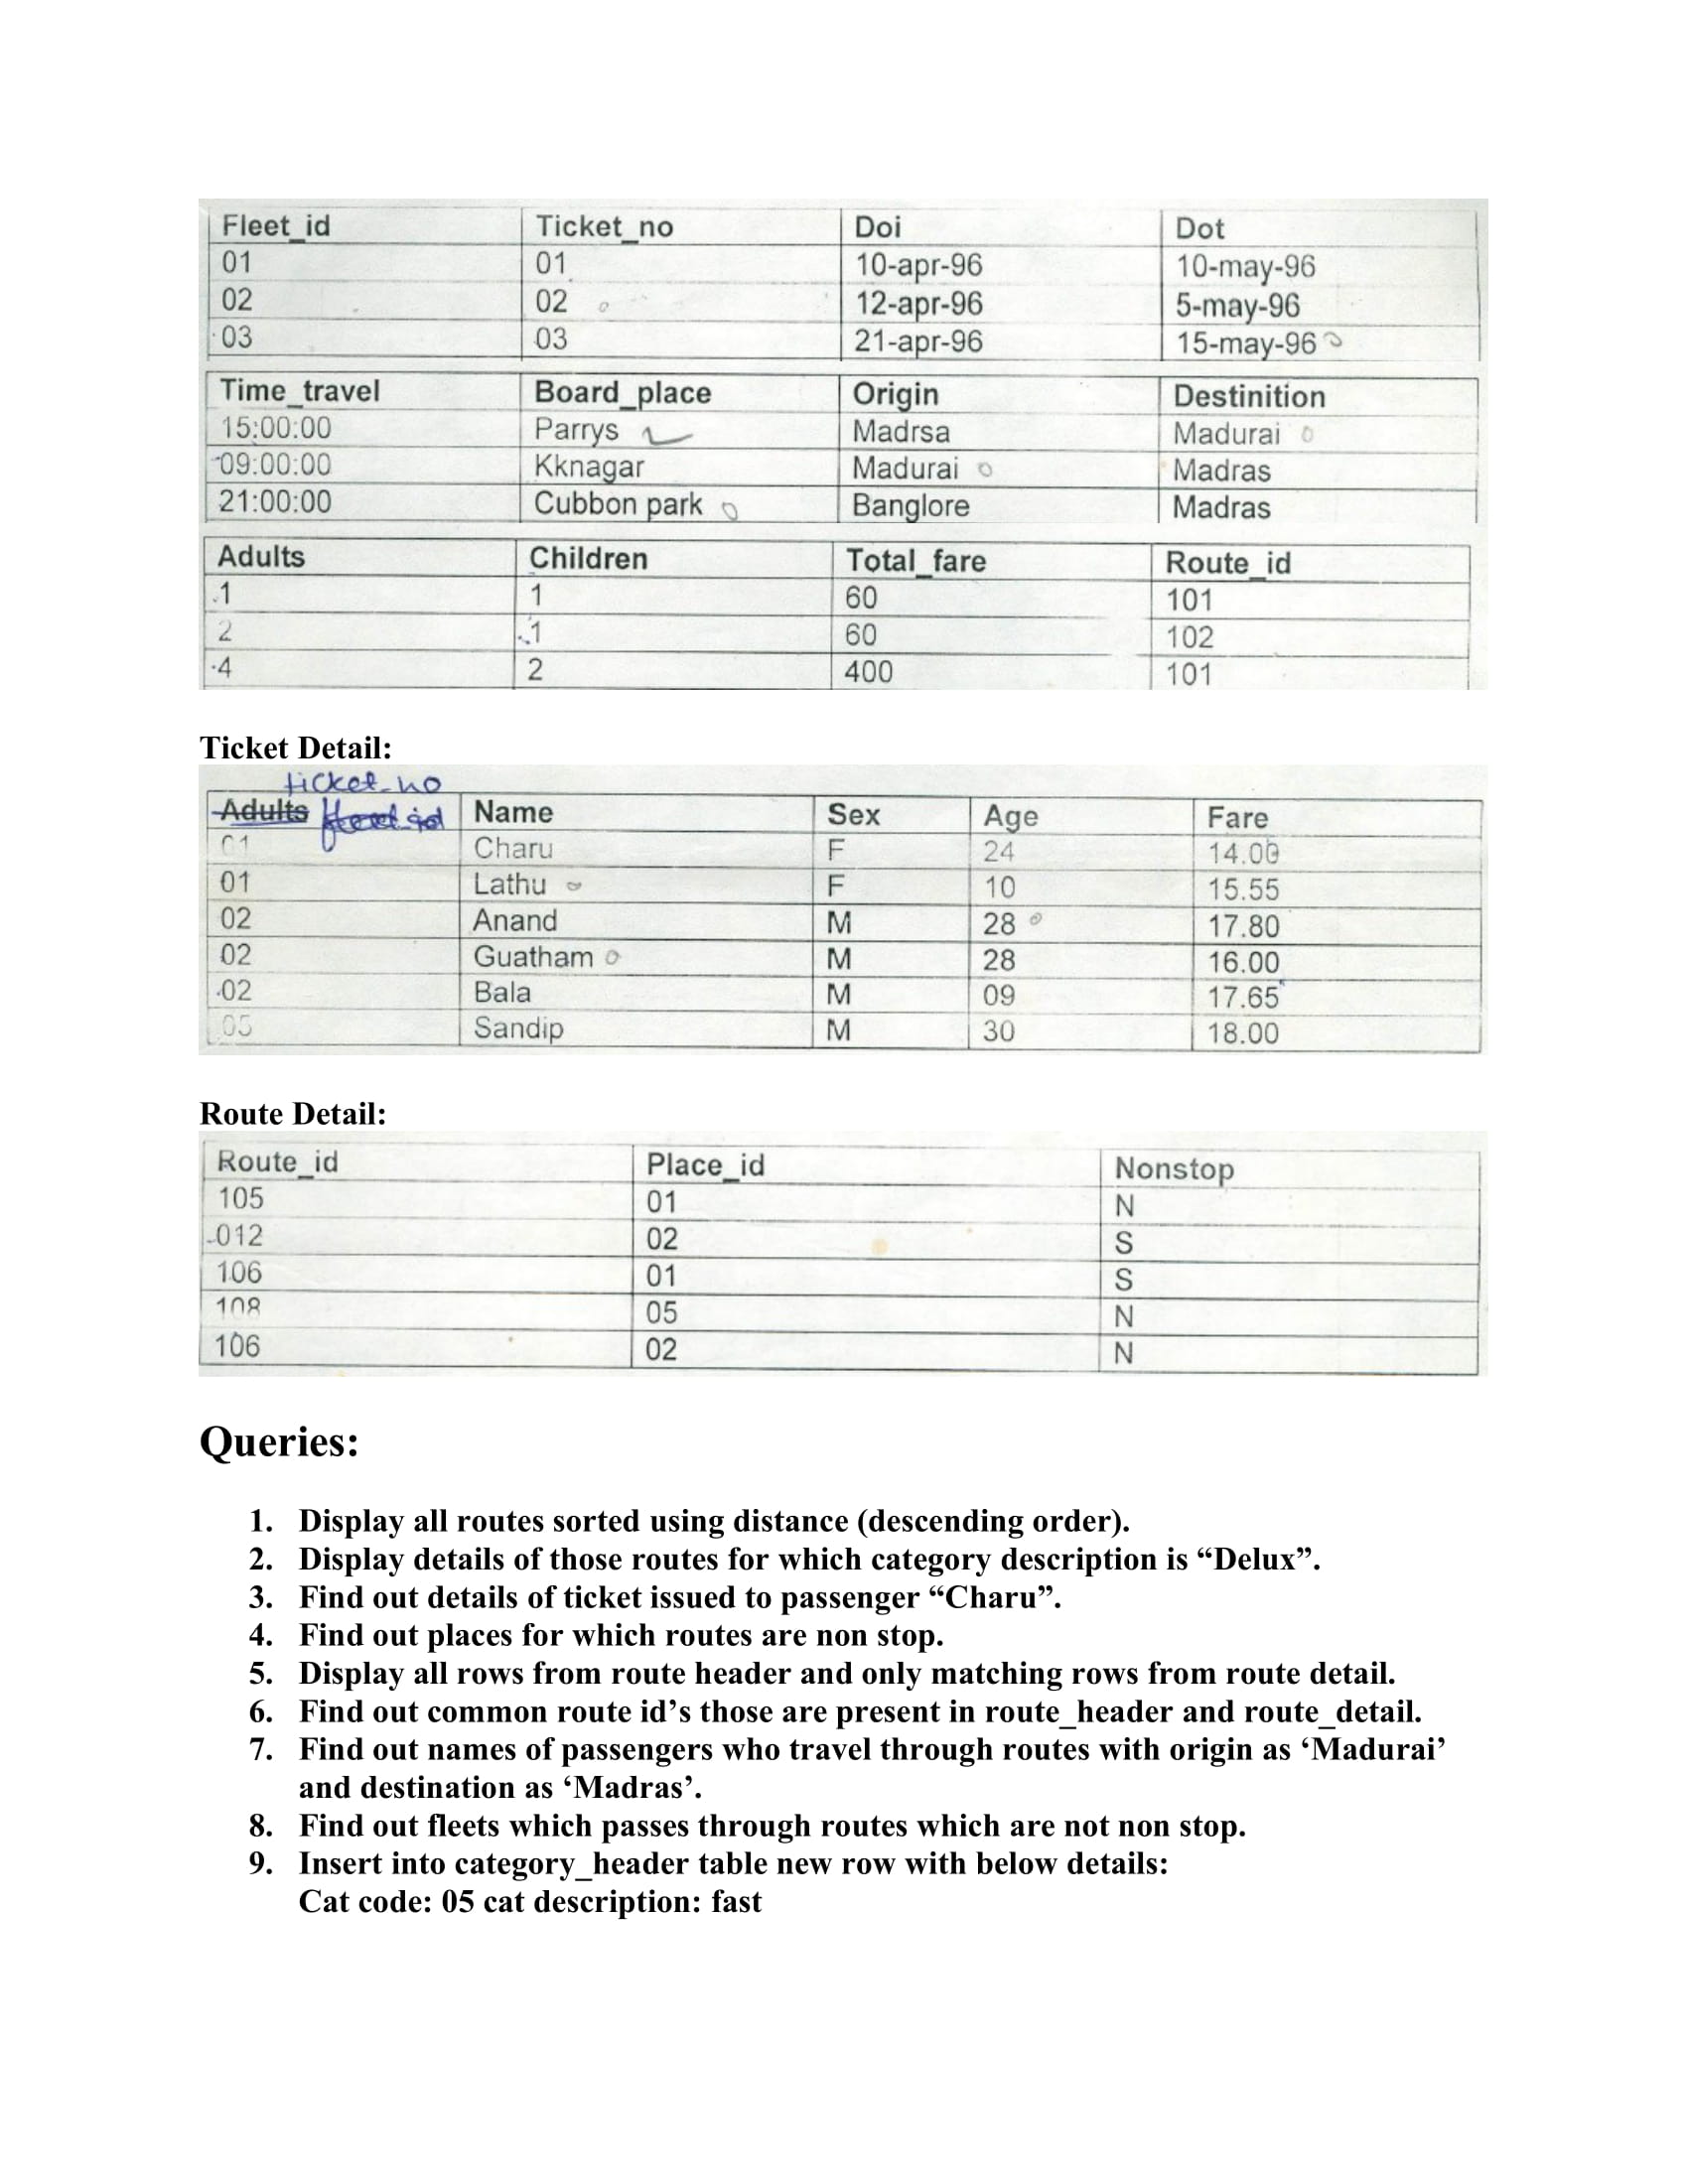 Fleet_id Ticket_no Doi Dot
01 01 10-apr-96 10-may-96
02 02 12-apr-96 5-may-96
03 03 21-apr-96 15-may-96
Time_travel Board_place Origin Destinition
15:00:00 Parrys Madrsa Madurai
09:00:00 Kknagar Madurai Madras
21:00:00 Cubbon park Banglore Madras
Adults Children Total_fare Route_id
1 1 60 101
2 1 60 102
4 2 400 101
Ticket Detail:
ticket_no
Adults fleet_id Name Sex Age Fare
01 Charu F 24 14.00
01 Lathu F 10 15.55
02 Anand M 28 17.80
02 Guatham M 28 16.00
02 Bala M 09 17.65
05 Sandip M 30 18.00
Route Detail:
Route_id Place_id Nonstop
105 01 N
012 02 S
106 01 S
108 05 N
106 02 N
Queries:
1. Display all routes sorted using distance (descending order).
2. Display details of those routes for which category description is “Delux”.
3. Find out details of ticket issued to passenger “Charu”.
4. Find out places for which routes are non stop.
5. Display all rows from route header and only matching rows from route detail.
6. Find out common route id’s those are present in route_header and route_detail.
7. Find out names of passengers who travel through routes with origin as ‘Madurai’
and destination as ‘Madras’.
8. Find out fleets which passes through routes which are not non stop.
9. Insert into category_header table new row with below details:
Cat code: 05 cat description: fast